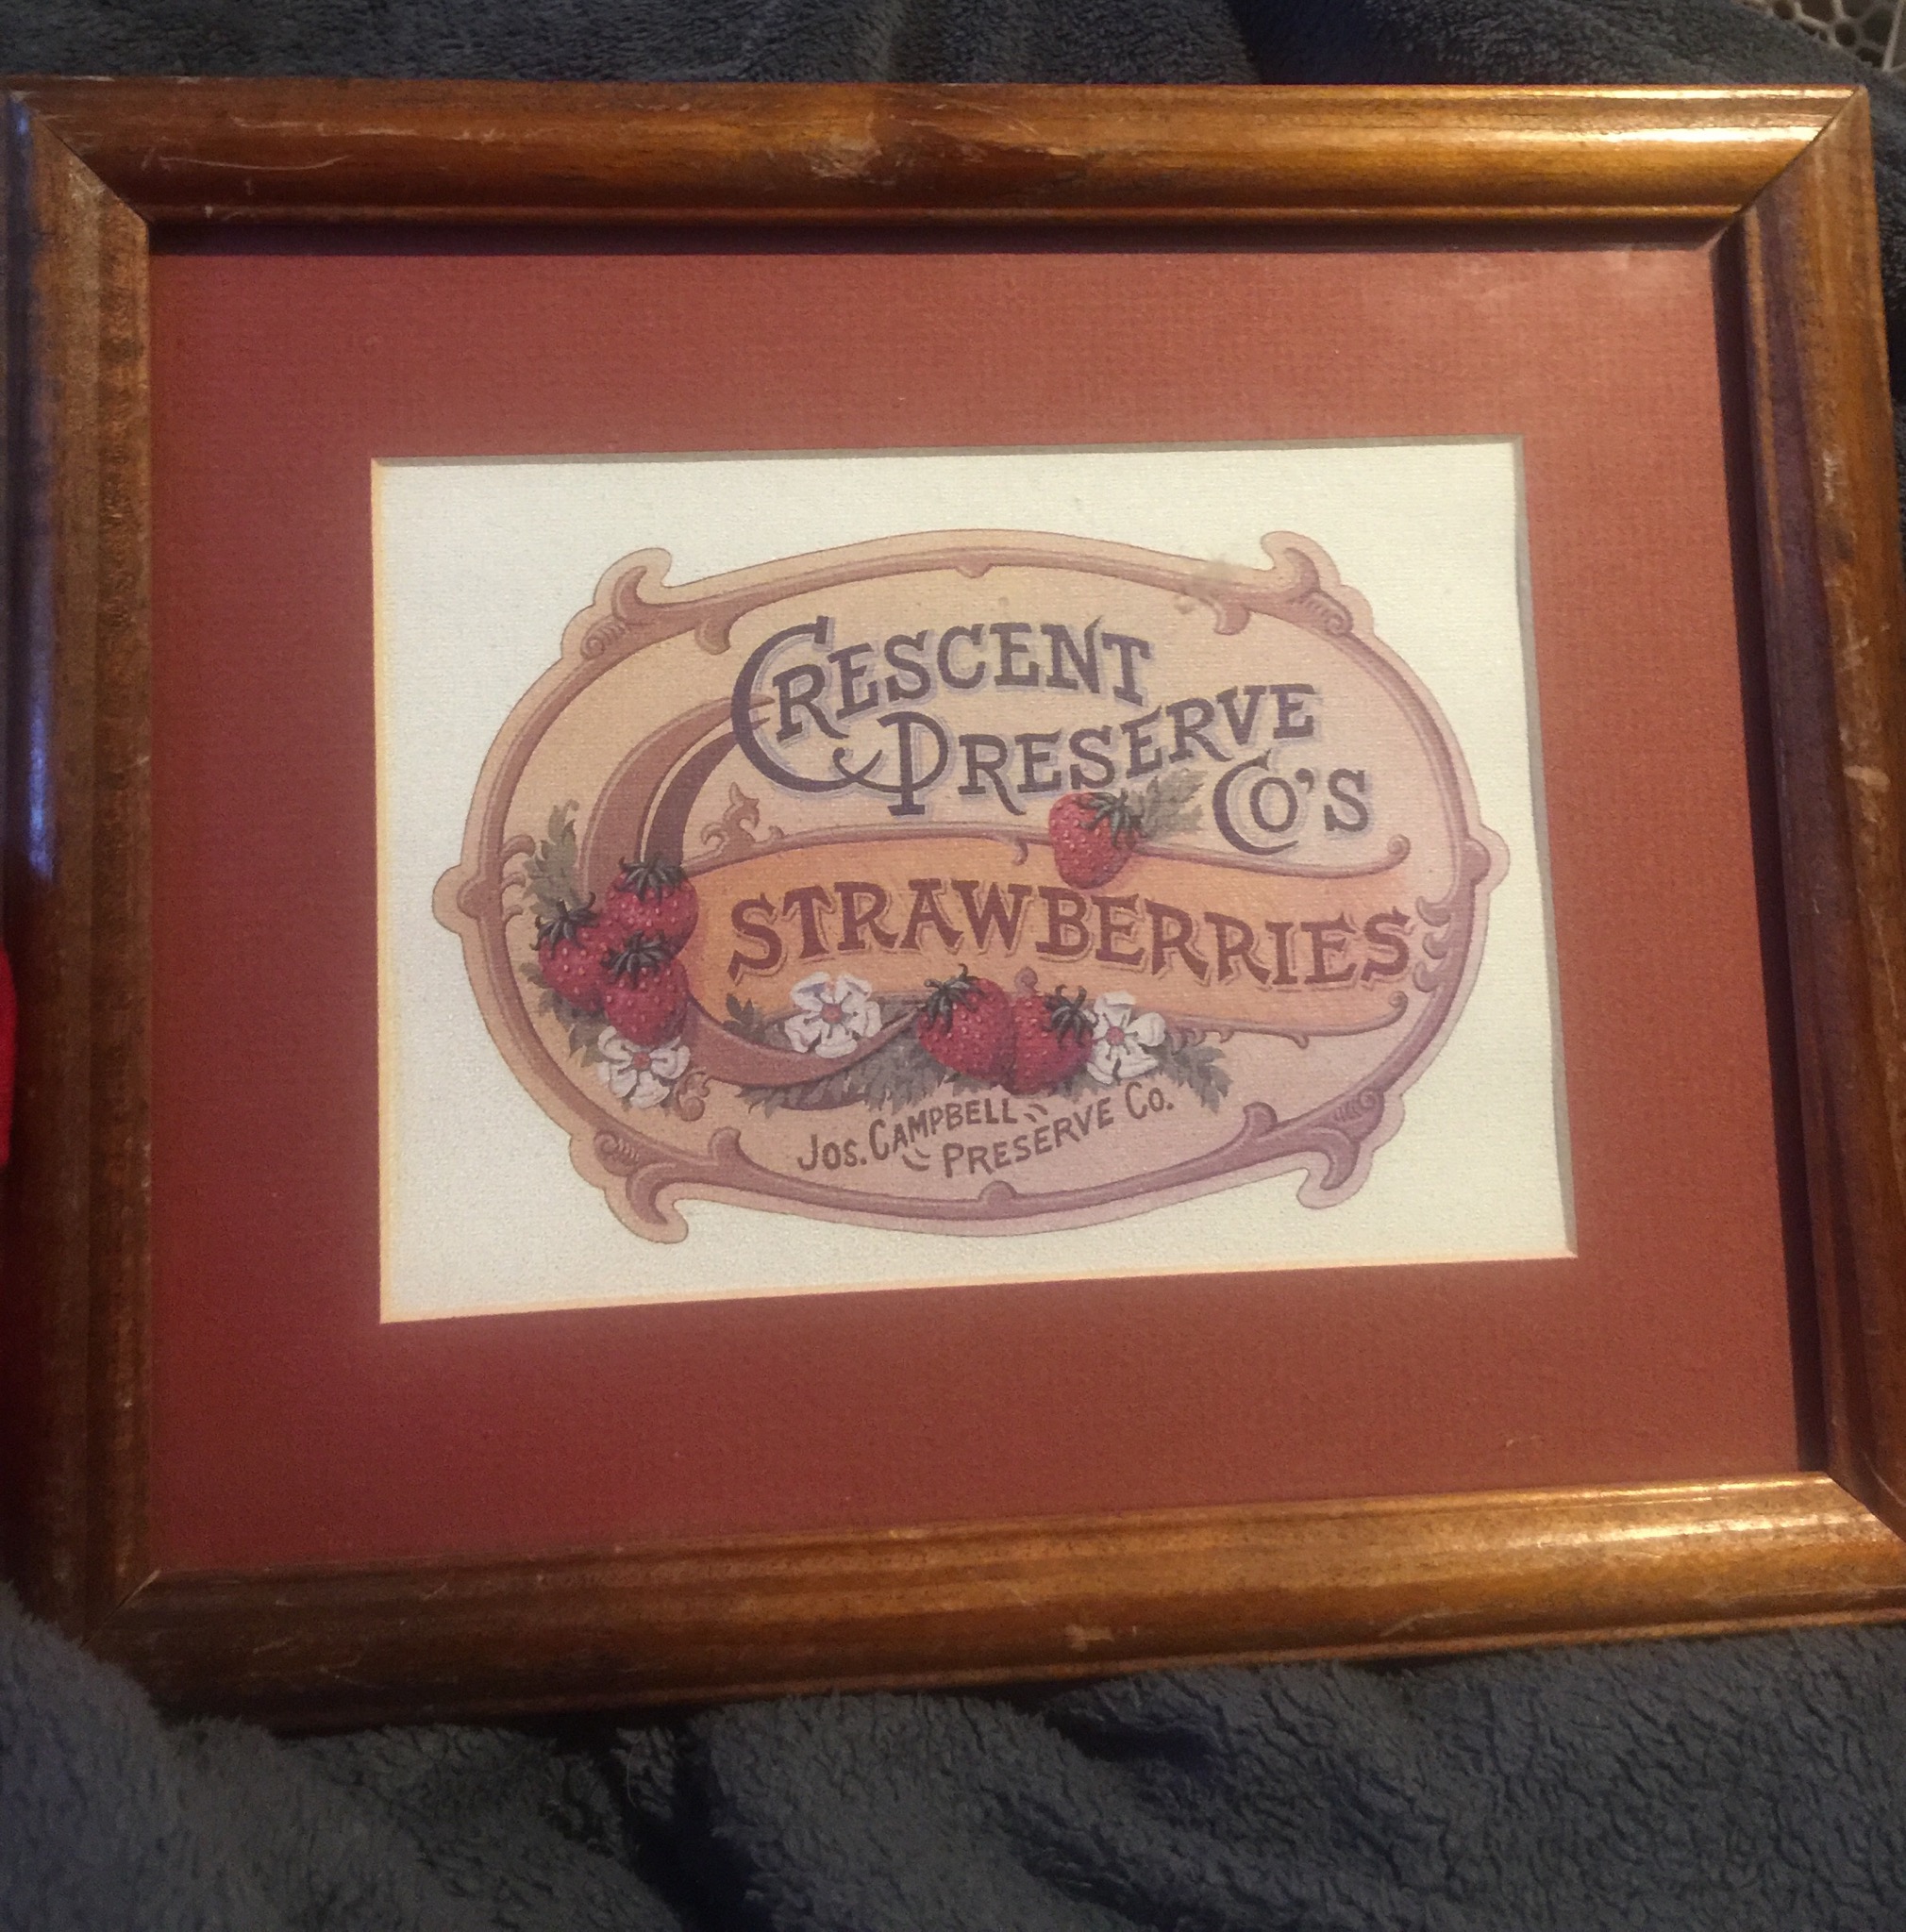 CRESCENT
PRESERVE
CO'S
STRAWBERRIES
JOS. CAMPBELL
PRESERVE CO.